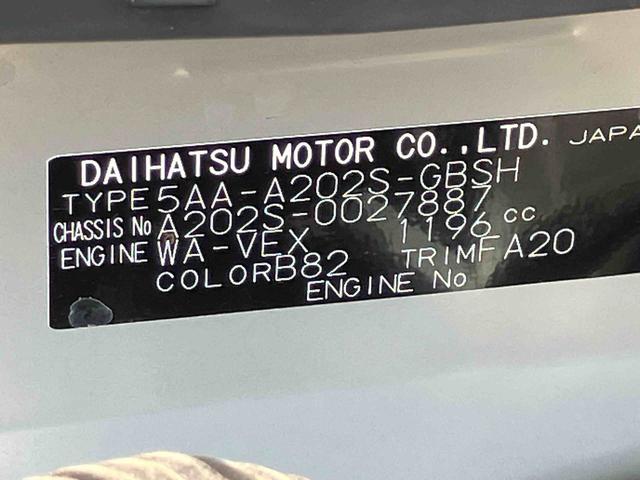 DAIHATSU MOTOR CO.,LTD. JAPA
TYPE 5AA-A202S-GBSH
CHASSIS No A202S-0027887
ENGINE WA-VEX 1196 cc
COLOR B82 TRIM FA20
ENGINE No